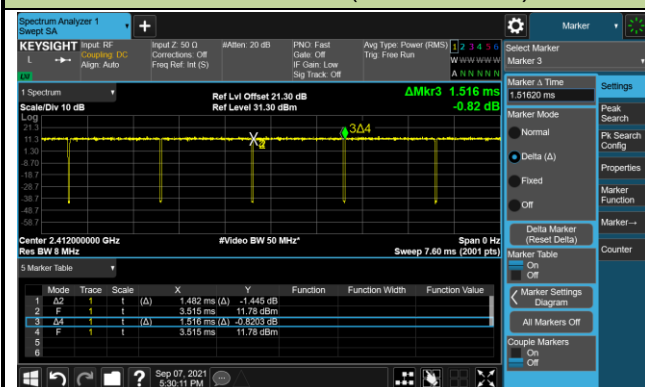 Spectrum Analyzer 1
Swept SA
+
Marker
KEYSIGHT Input: RF Input Z: 50 Ω #Atten: 20 dB PNO: Fast Avg Type: Power (RMS) 1 2 3 4 5 6
L Coupling: DC Corrections: Off Gate: Off Trig: Free Run
Align: Auto Freq Ref: Int (S) IF Gain: Low W W W W W W
Sig Track: Off A N N N N N
Select Marker
Marker 3
1 Spectrum
Scale/Div 10 dB
Ref Lvl Offset 21.30 dB
Ref Level 31.30 dBm
ΔMkr3 1.516 ms
-0.82 dB
Log
21.3
11.3
1.30
-8.70
-18.7
-28.7
-38.7
-48.7
-58.7
3Δ4
Center 2.412000000 GHz #Video BW 50 MHz* Span 0 Hz
Res BW 8 MHz Sweep 7.60 ms (2001 pts)
5 Marker Table
Mode Trace Scale X Y Function Function Width Function Value
1 Δ2 1 t (Δ) 1.482 ms (Δ) -1.445 dB
2 F 1 t 3.515 ms 11.78 dBm
3 Δ4 1 t (Δ) 1.516 ms (Δ) -0.8203 dB
4 F 1 t 3.515 ms 11.78 dBm
5
6
Marker Δ Time
1.51620 ms
Marker Mode
Normal
Delta (Δ)
Fixed
Off
Delta Marker
(Reset Delta)
Marker Table
On
Off
Marker Settings
Diagram
All Markers Off
Couple Markers
On
Off
Settings
Peak
Search
Pk Search
Config
Properties
Marker
Function
Marker→
Counter
? Sep 07, 2021
5:30:11 PM